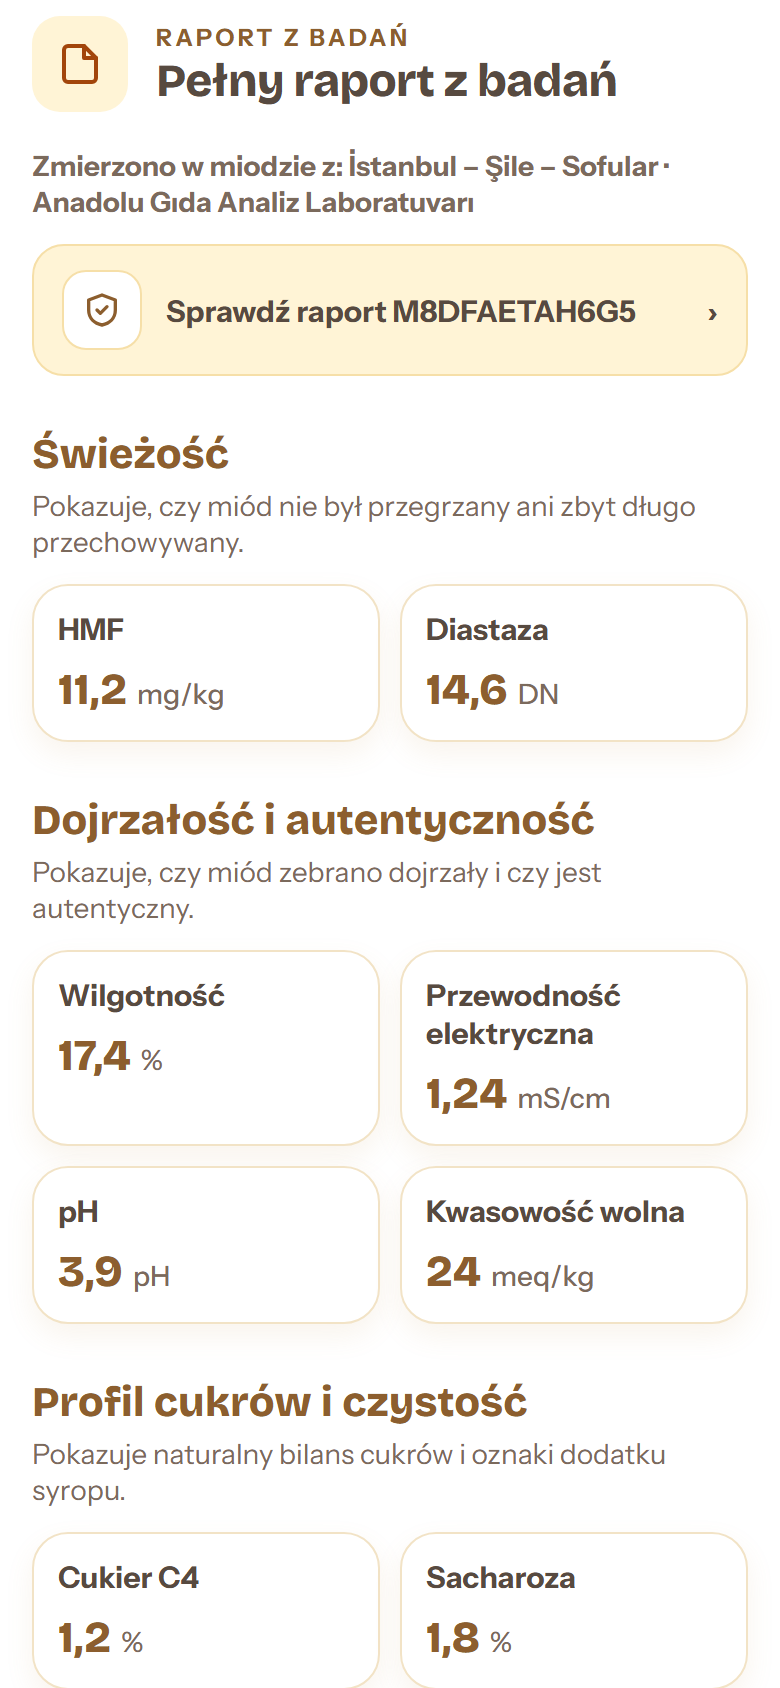 RAPORT Z BADAŃ
Pełny raport z badań
Zmierzono w miodzie z: İstanbul – Şile – Sofular ·
Anadolu Gıda Analiz Laboratuvarı
Sprawdź raport M8DFAETAH6G5 ›
Świeżość
Pokazuje, czy miód nie był przegrzany ani zbyt długo
przechowywany.
HMF
11,2 mg/kg
Diastaza
14,6 DN
Dojrzałość i autentyczność
Pokazuje, czy miód zebrano dojrzały i czy jest
autentyczny.
Wilgotność
17,4 %
Przewodność
elektryczna
1,24 mS/cm
pH
3,9 pH
Kwasowość wolna
24 meq/kg
Profil cukrów i czystość
Pokazuje naturalny bilans cukrów i oznaki dodatku
syropu.
Cukier C4
1,2 %
Sacharoza
1,8 %